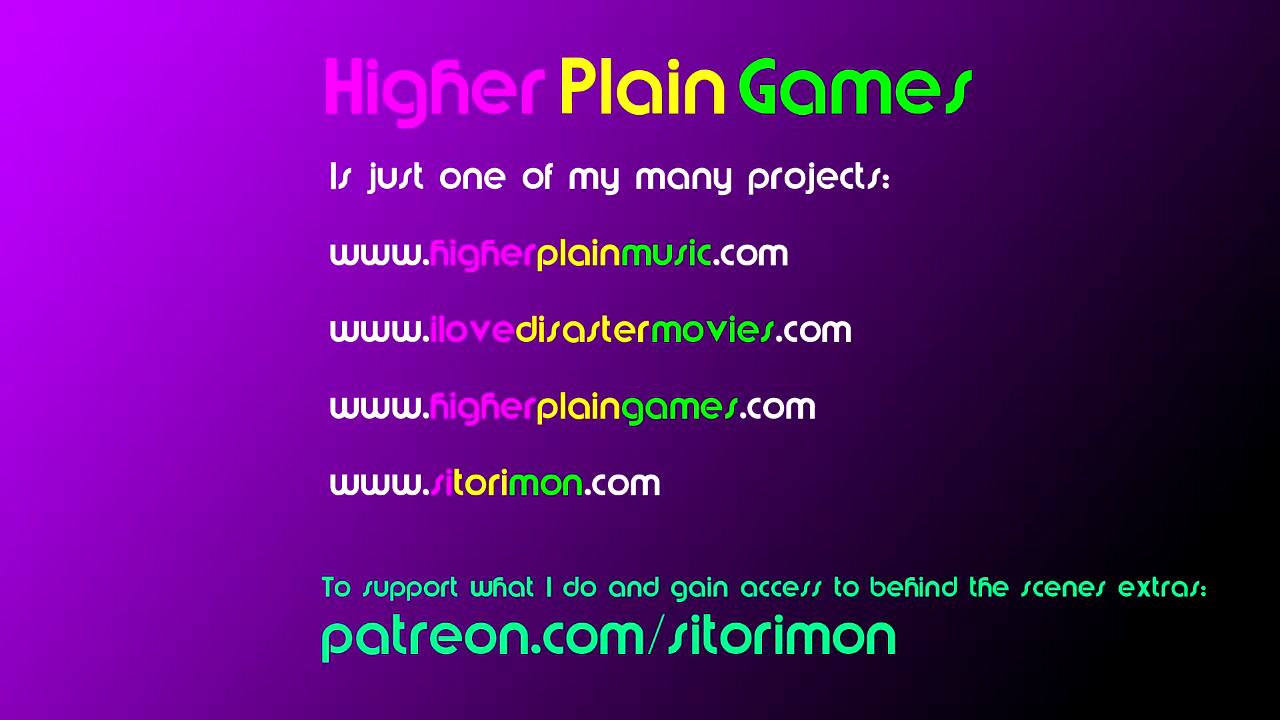 Higher Plain Games
Is just one of my many projects:
www.higherplainmusic.com
www.ilovedisastermovies.com
www.higherplaingames.com
www.sitorimon.com
To support what I do and gain access to behind the scenes extras:
patreon.com/sitorimon